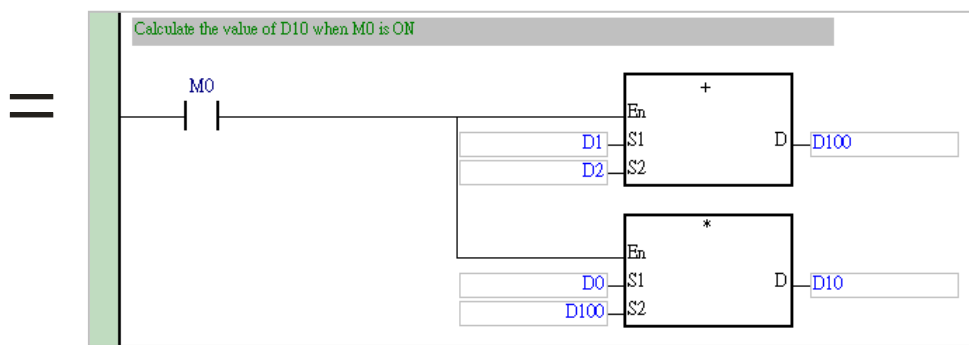 Calculate the value of D10 when M0 is ON
M0
+
En
D1 S1 D D100
D2 S2
*
En
D0 S1 D D10
D100 S2